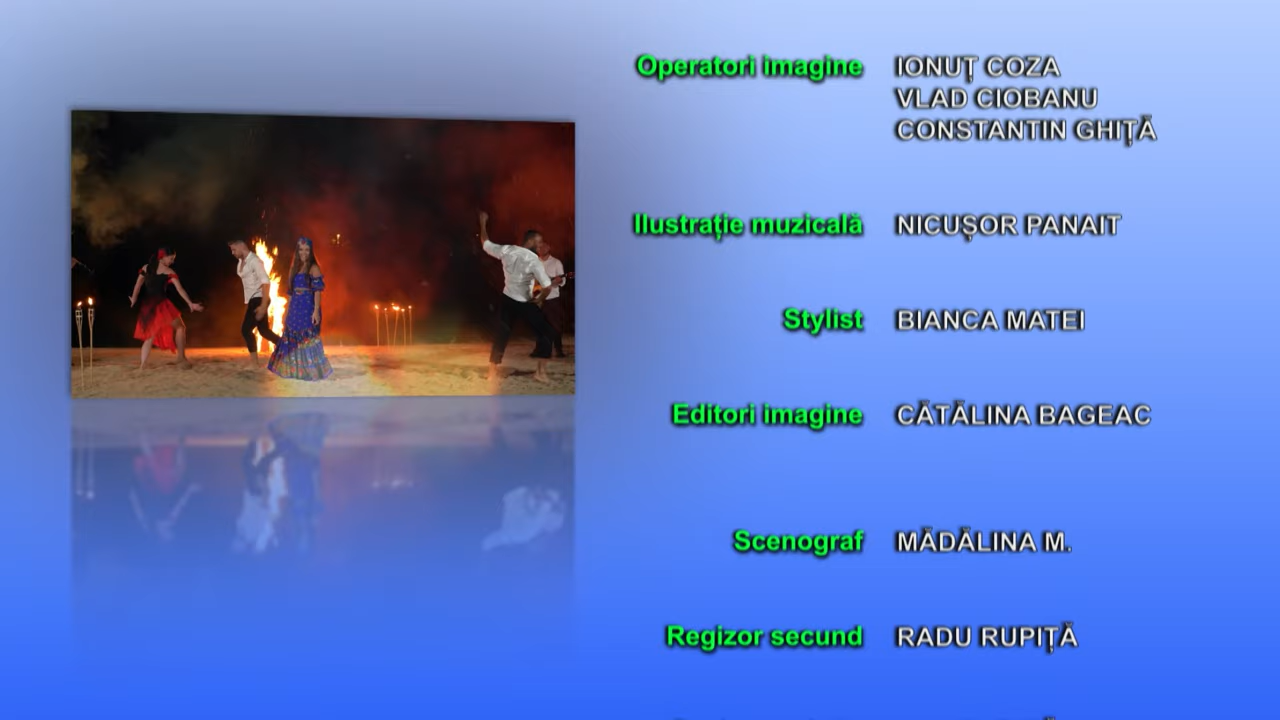 Operatori imagine IONUȚ COZA
VLAD CIOBANU
CONSTANTIN GHIȚĂ
Ilustrație muzicală NICUȘOR PANAIT
Stylist BIANCA MATEI
Editori imagine CĂTĂLINA BAGEAC
Scenograf MĂDĂLINA M.
Regizor secund RADU RUPIȚĂ